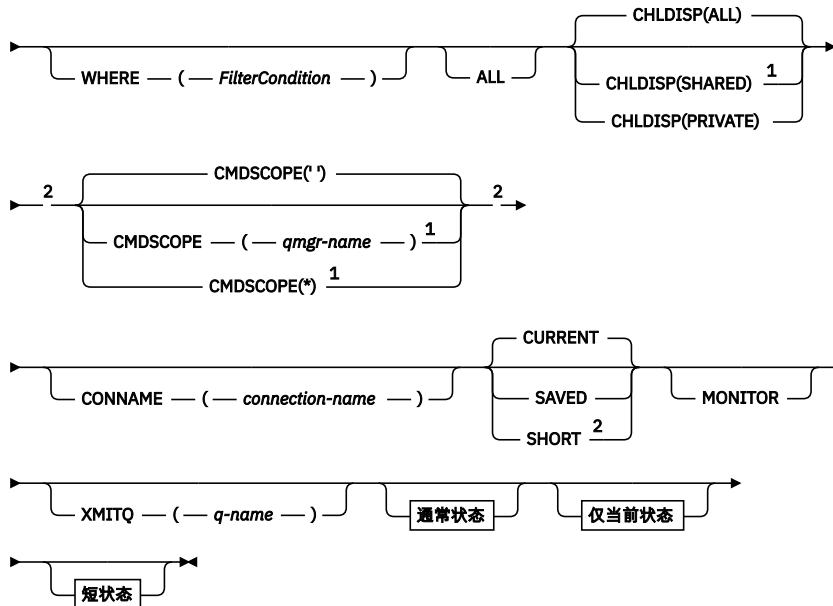 CHLDISP(ALL)
WHERE ( FilterCondition ) ALL CHLDISP(SHARED) 1
CHLDISP(PRIVATE)
CMDSCOPE(' ')
2 2
CMDSCOPE ( qmgr-name ) 1
CMDSCOPE(*) 1
CURRENT
CONNAME ( connection-name ) SAVED MONITOR
SHORT 2
XMITQ ( q-name ) 通常状态 仅当前状态
短状态